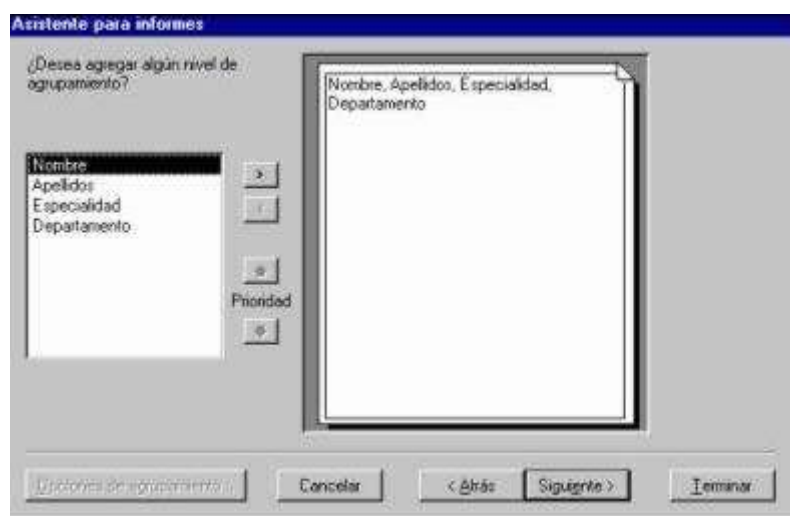 Asistente para informes
¿Desea agregar algún nivel de
agrupamiento?
Nombre
Apellidos
Especialidad
Departamento
>
<
Prioridad
Nombre, Apellidos, Especialidad,
Departamento
Opciones de agrupamiento...
Cancelar
< Atrás
Siguiente >
Terminar